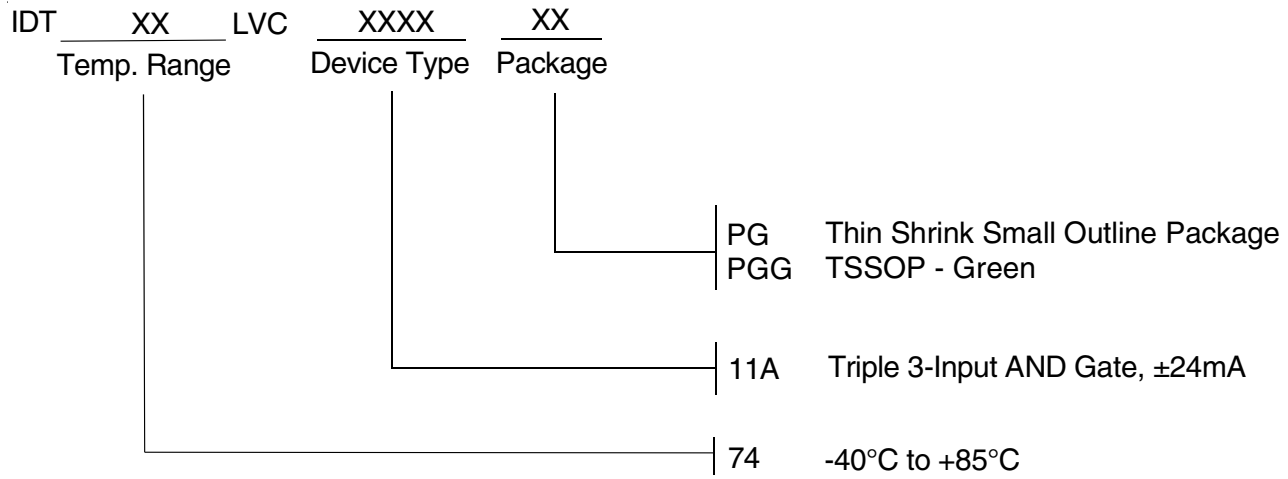 IDT XX LVC XXXX XX
Temp. Range Device Type Package
PG Thin Shrink Small Outline Package
PGG TSSOP - Green
11A Triple 3-Input AND Gate, ±24mA
74 -40°C to +85°C